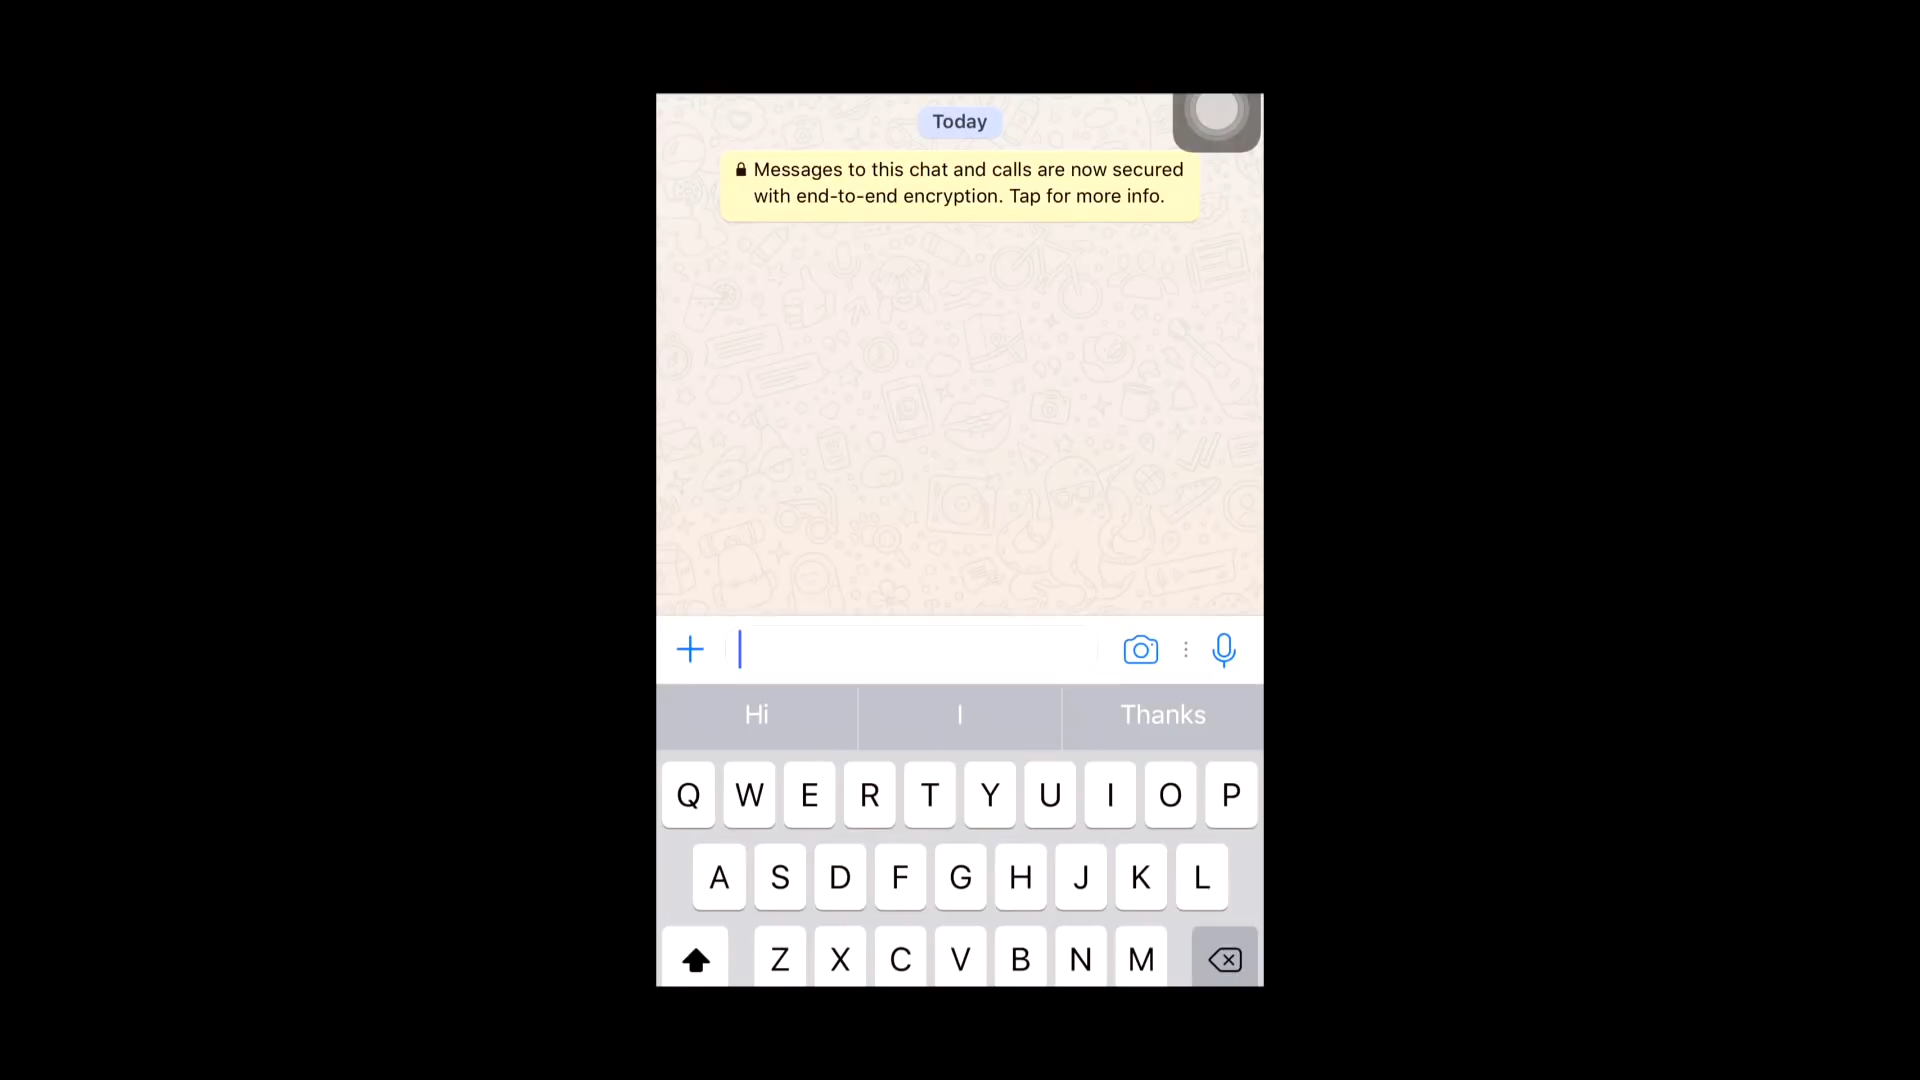 Today
Messages to this chat and calls are now secured
with end-to-end encryption. Tap for more info.
Hi I Thanks
Q W E R T Y U I O P
A S D F G H J K L
Z X C V B N M